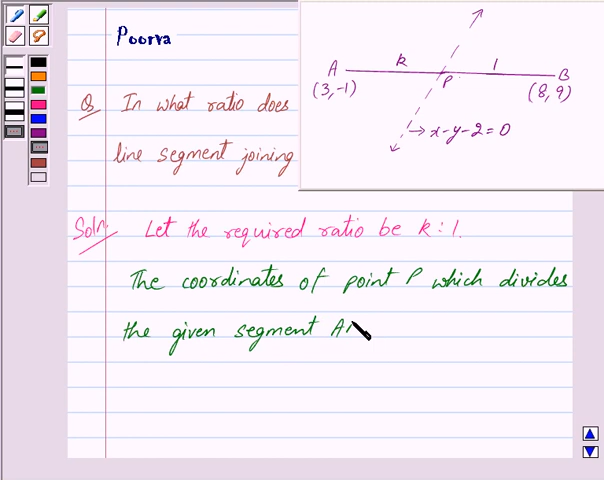 Poorva
Q In what ratio does
line segment joining
A k P 1 B
(3,-1) (8,9)
x-y-2=0
Soln. Let the required ratio be k:1.
The coordinates of point P which divides
the given segment